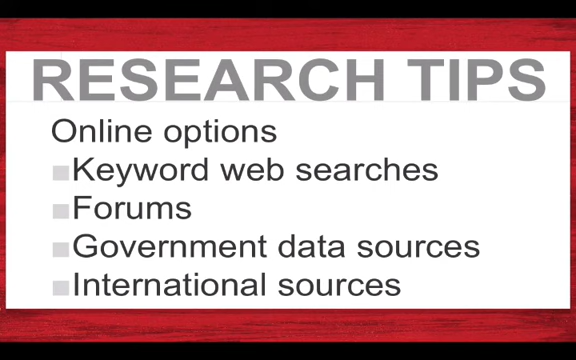 RESEARCH TIPS
Online options
Keyword web searches
Forums
Government data sources
International sources